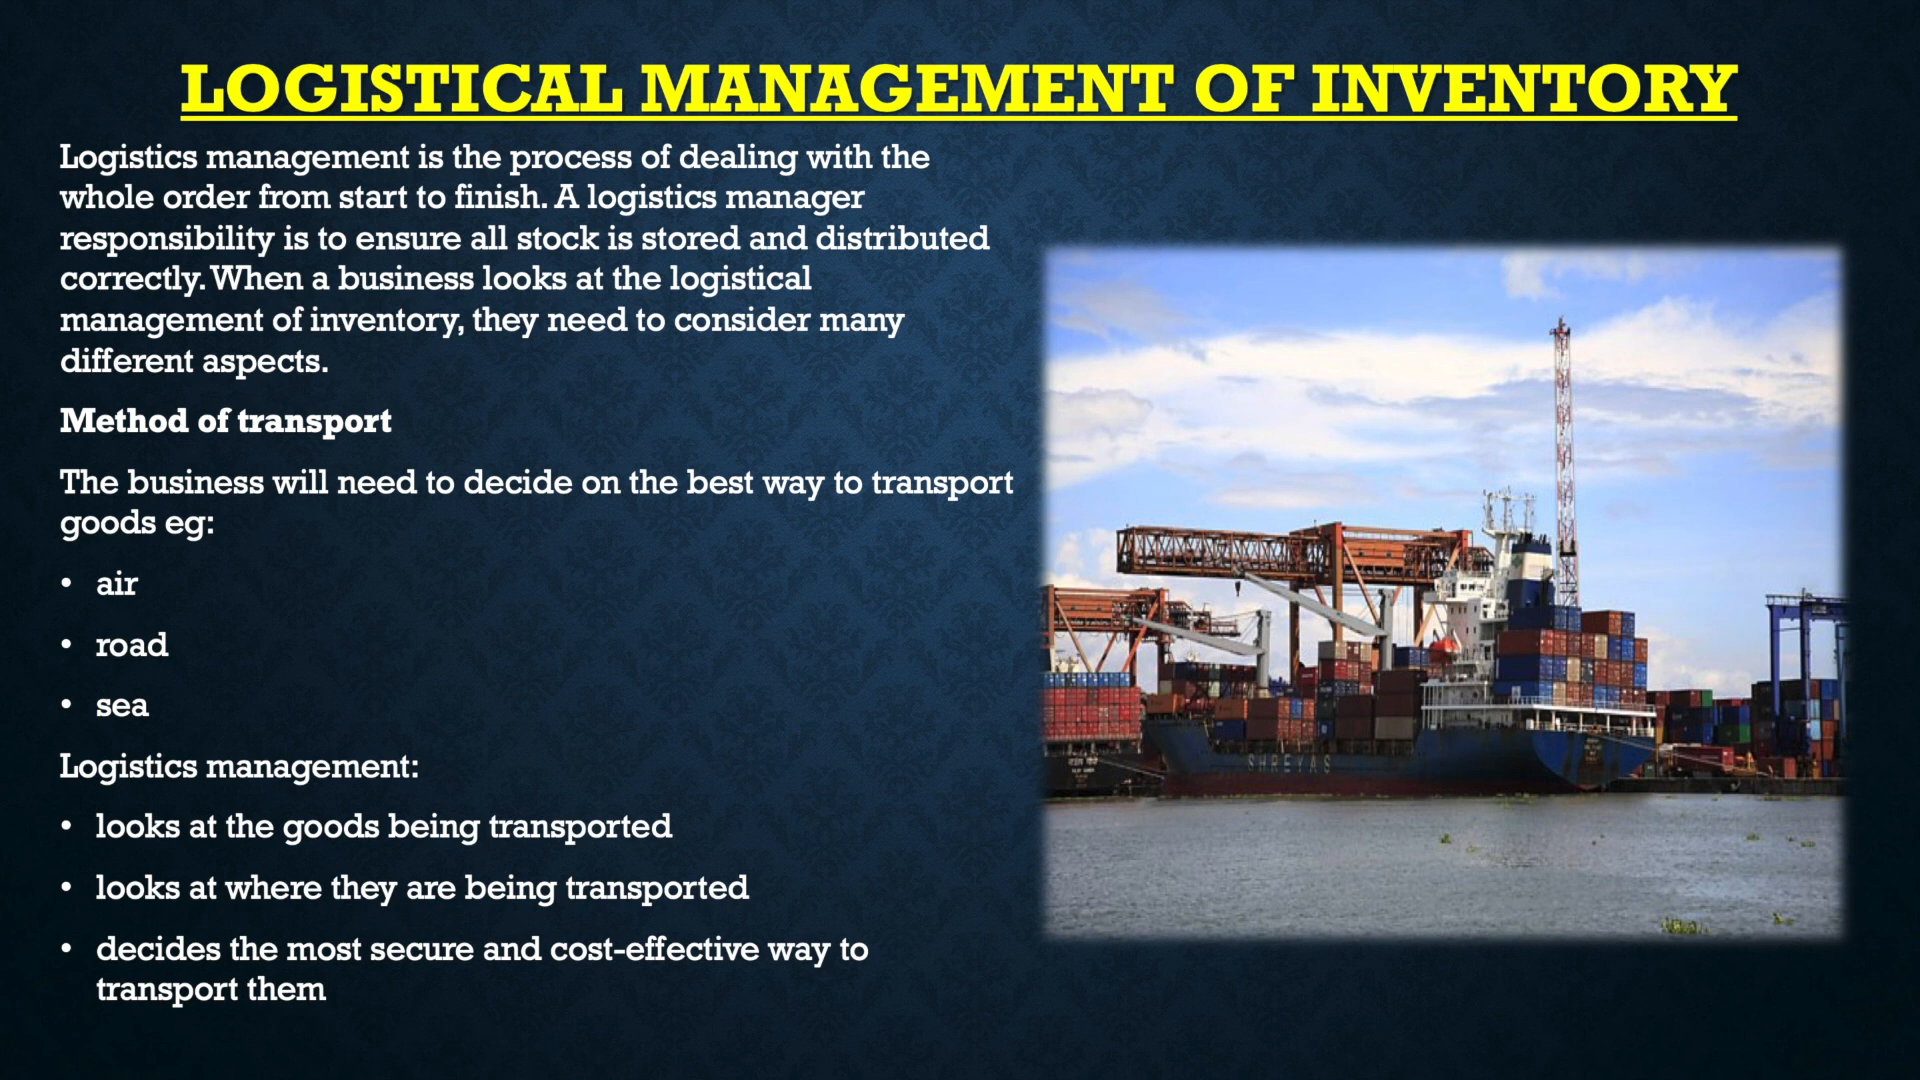 LOGISTICAL MANAGEMENT OF INVENTORY
Logistics management is the process of dealing with the
whole order from start to finish. A logistics manager
responsibility is to ensure all stock is stored and distributed
correctly. When a business looks at the logistical
management of inventory, they need to consider many
different aspects.
Method of transport
The business will need to decide on the best way to transport
goods eg:
• air
• road
• sea
Logistics management:
• looks at the goods being transported
• looks at where they are being transported
• decides the most secure and cost-effective way to
transport them
SHREYAS